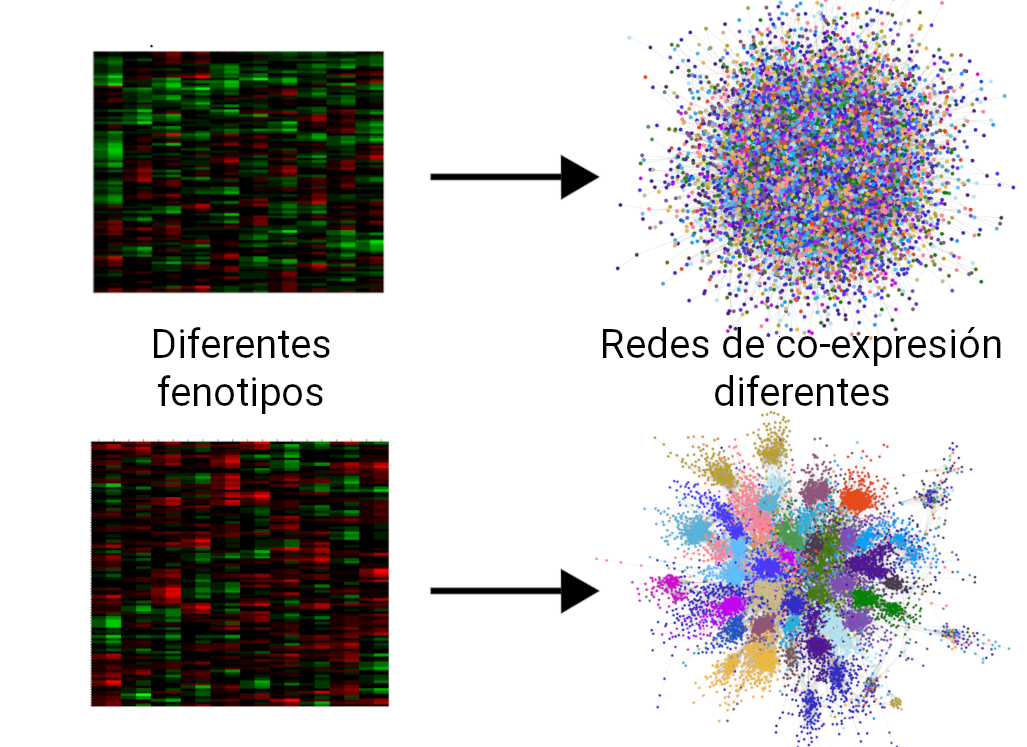 Diferentes
fenotipos
Redes de co-expresión
diferentes